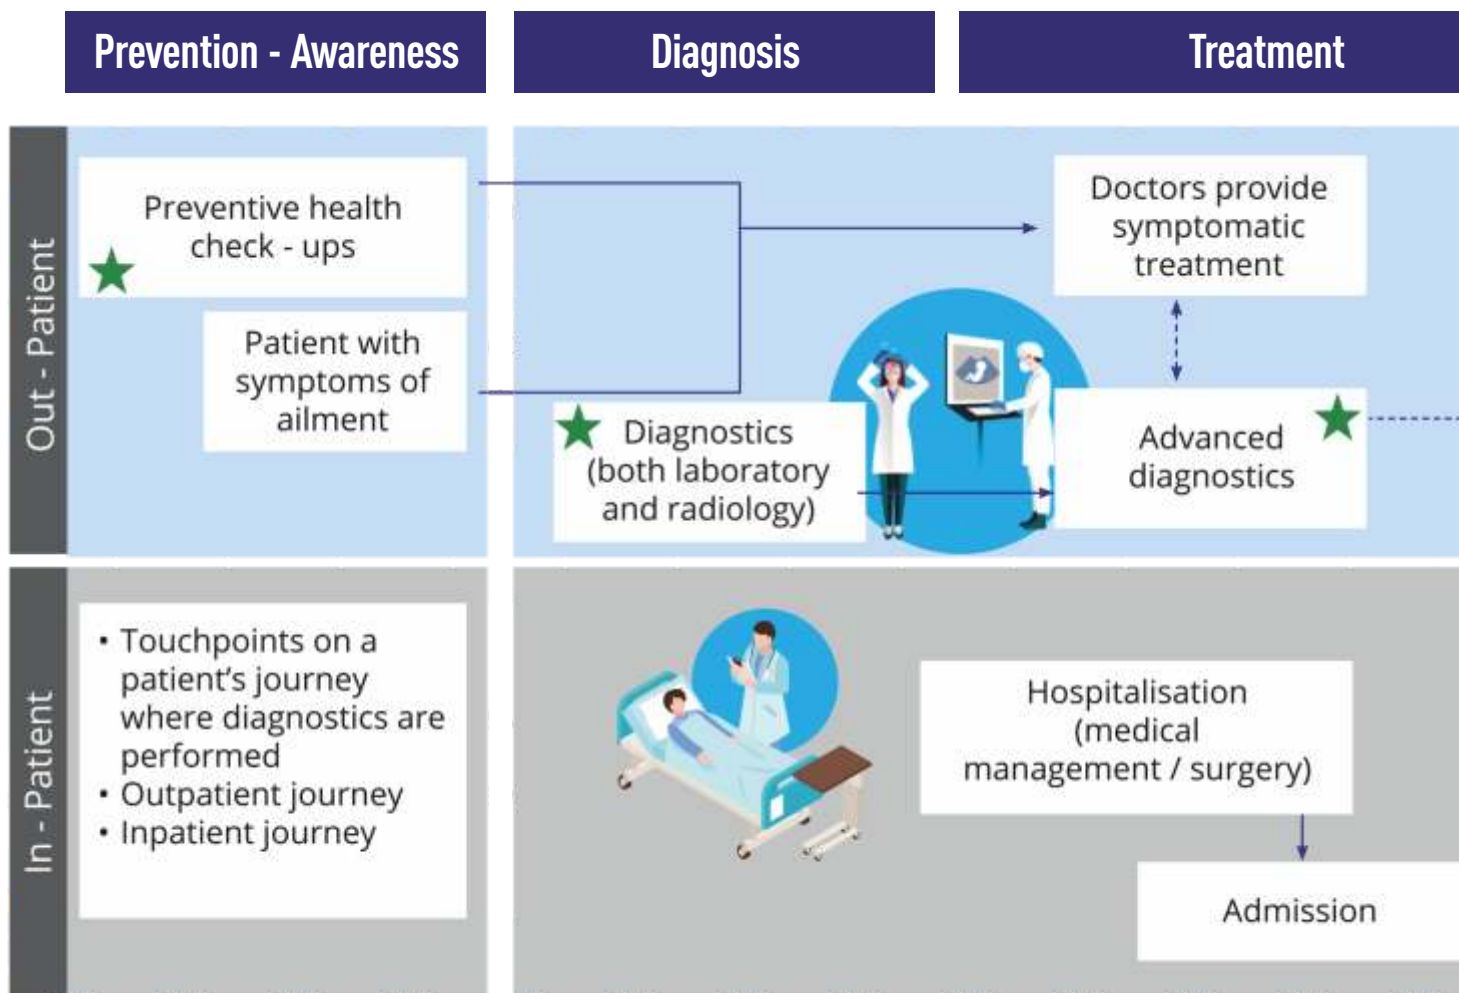 Prevention - Awareness
Diagnosis
Treatment
Out - Patient
Preventive health
check - ups
Patient with
symptoms of
ailment
Diagnostics
(both laboratory
and radiology)
Doctors provide
symptomatic
treatment
Advanced
diagnostics
In - Patient
• Touchpoints on a
patient's journey
where diagnostics are
performed
• Outpatient journey
• Inpatient journey
Hospitalisation
(medical
management / surgery)
Admission